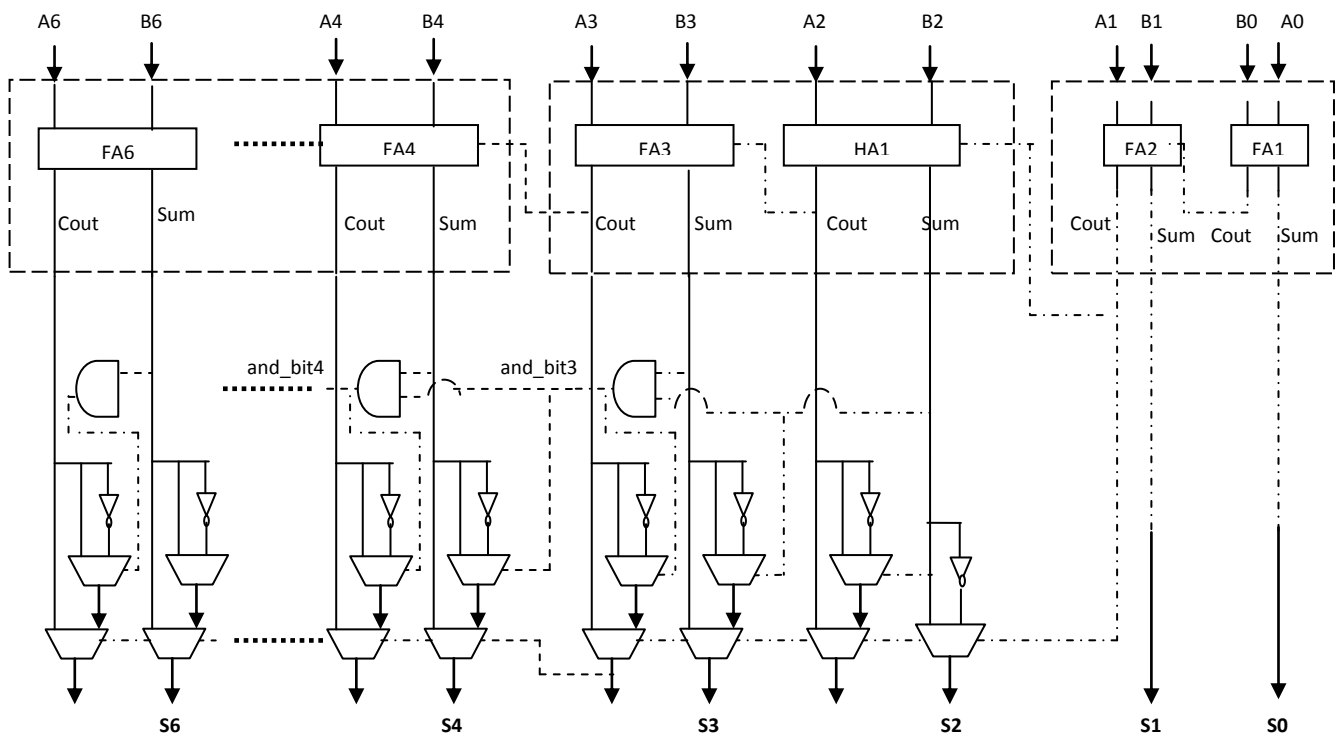 A6 B6 A4 B4 A3 B3 A2 B2 A1 B1 B0 A0
FA6 FA4 FA3 HA1 FA2 FA1
Cout Sum Cout Sum Cout Sum Cout Sum Cout Sum Cout Sum
and_bit4 and_bit3
S6 S4 S3 S2 S1 S0